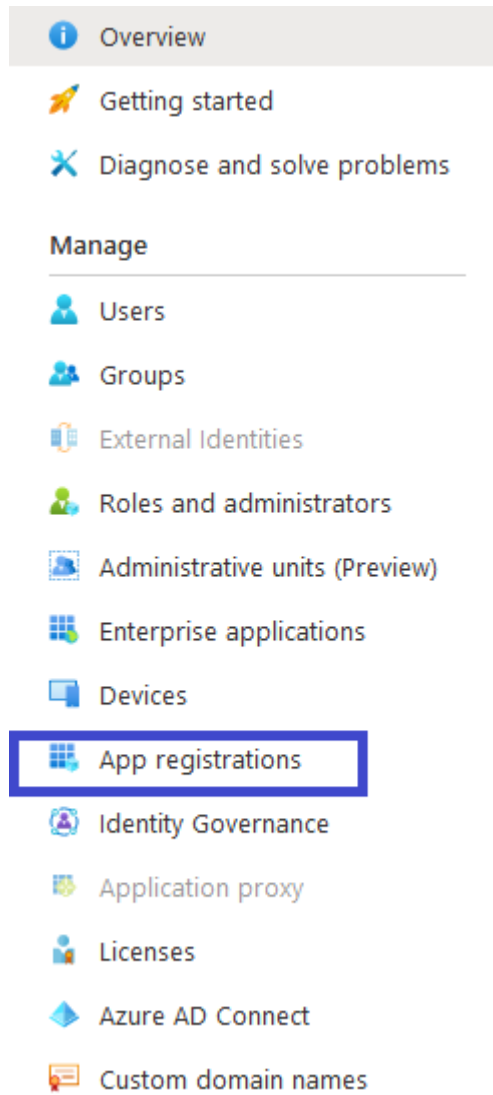 Overview
Getting started
Diagnose and solve problems
Manage
Users
Groups
External Identities
Roles and administrators
Administrative units (Preview)
Enterprise applications
Devices
App registrations
Identity Governance
Application proxy
Licenses
Azure AD Connect
Custom domain names